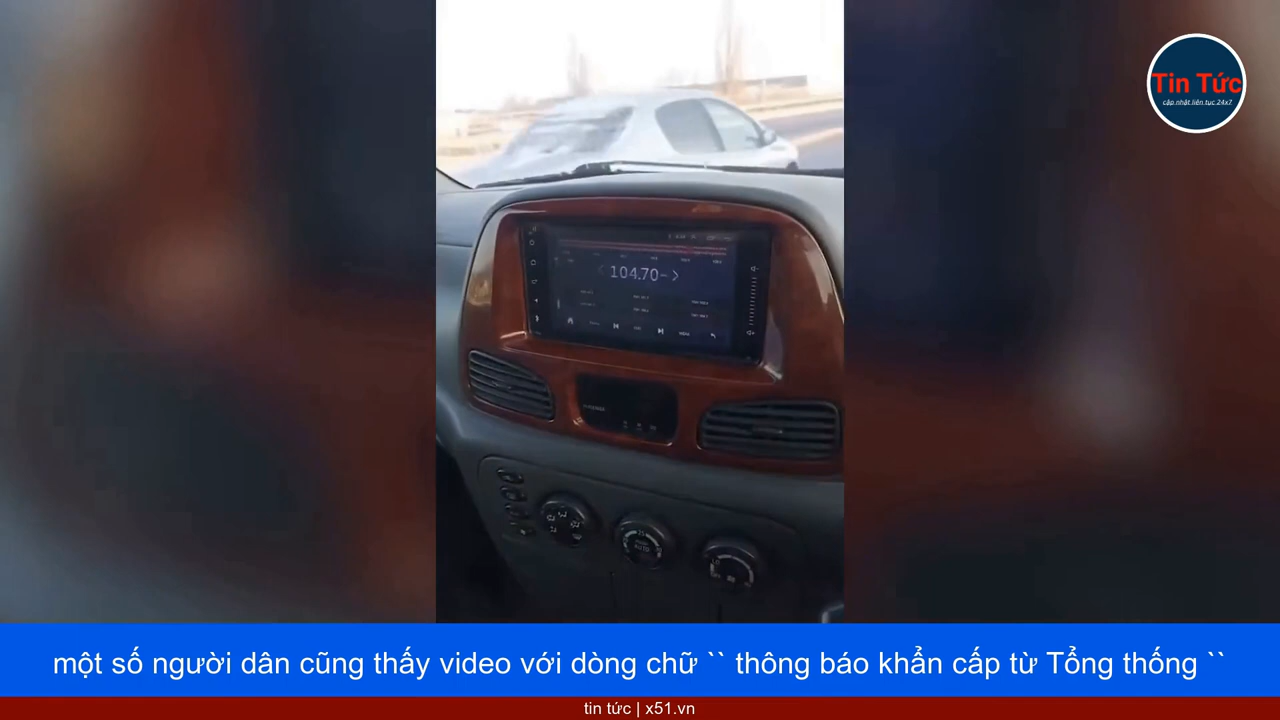 Tin Tức
cập nhật liên tục 24x7
104.70
AUTO
một số người dân cũng thấy video với dòng chữ `` thông báo khẩn cấp từ Tổng thống ``
tin tức | x51.vn